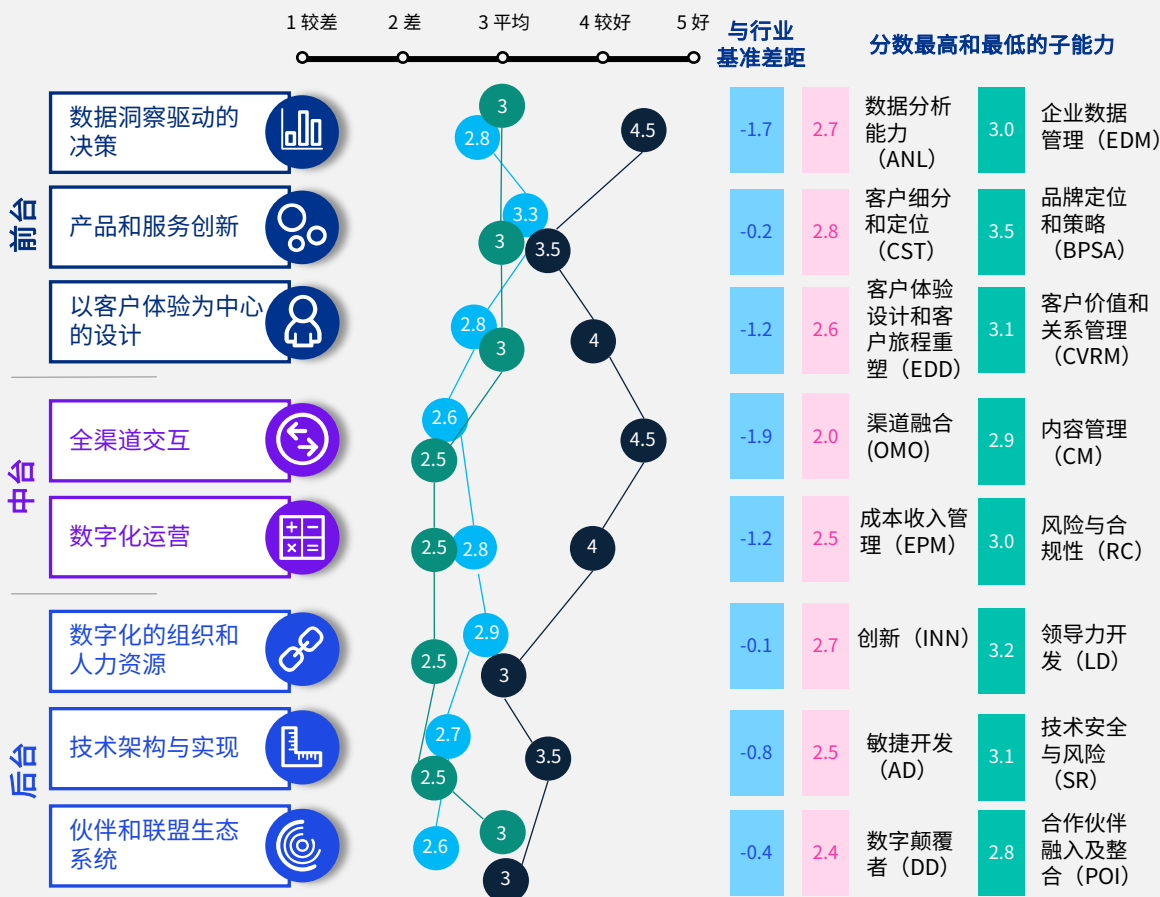 1 较差
2 差
3 平均
4 较好
5 好
与行业
基准差距
分数最高和最低的子能力
前台
数据洞察驱动的
决策
3
2.8
4.5
-1.7
2.7
数据分析
能力
（ANL）
3.0
企业数据
管理（EDM）
产品和服务创新
3.3
3
3.5
-0.2
2.8
客户细分
和定位
（CST）
3.5
品牌定位
和策略
（BPSA）
以客户体验为中心
的设计
2.8
3
4
-1.2
2.6
客户体验
设计和客
户旅程重
塑（EDD）
3.1
客户价值和
关系管理
（CVRM）
中台
全渠道交互
2.6
2.5
4.5
-1.9
2.0
渠道融合
(OMO)
2.9
内容管理
（CM）
数字化运营
2.5
2.8
4
-1.2
2.5
成本收入管
理（EPM）
3.0
风险与合
规性（RC）
后台
数字化的组织和
人力资源
2.9
2.5
3
-0.1
2.7
创新（INN）
3.2
领导力开
发（LD）
技术架构与实现
2.7
2.5
3.5
-0.8
2.5
敏捷开发
（AD）
3.1
技术安全
与风险
（SR）
伙伴和联盟生态
系统
2.6
3
3
-0.4
2.4
数字颠覆
者（DD）
2.8
合作伙伴
融入及整
合（POI）